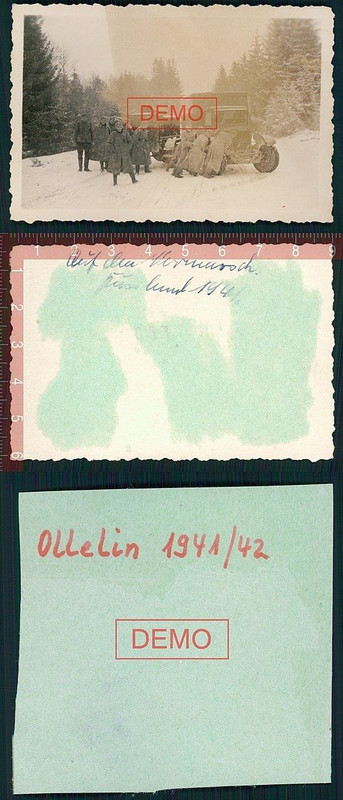 DEMO
1 2 3 4 5 6 7 8 9
Auf dem Vormarsch.
Russland 1941
1
2
3
4
5
6
Ollelin 1941/42
DEMO